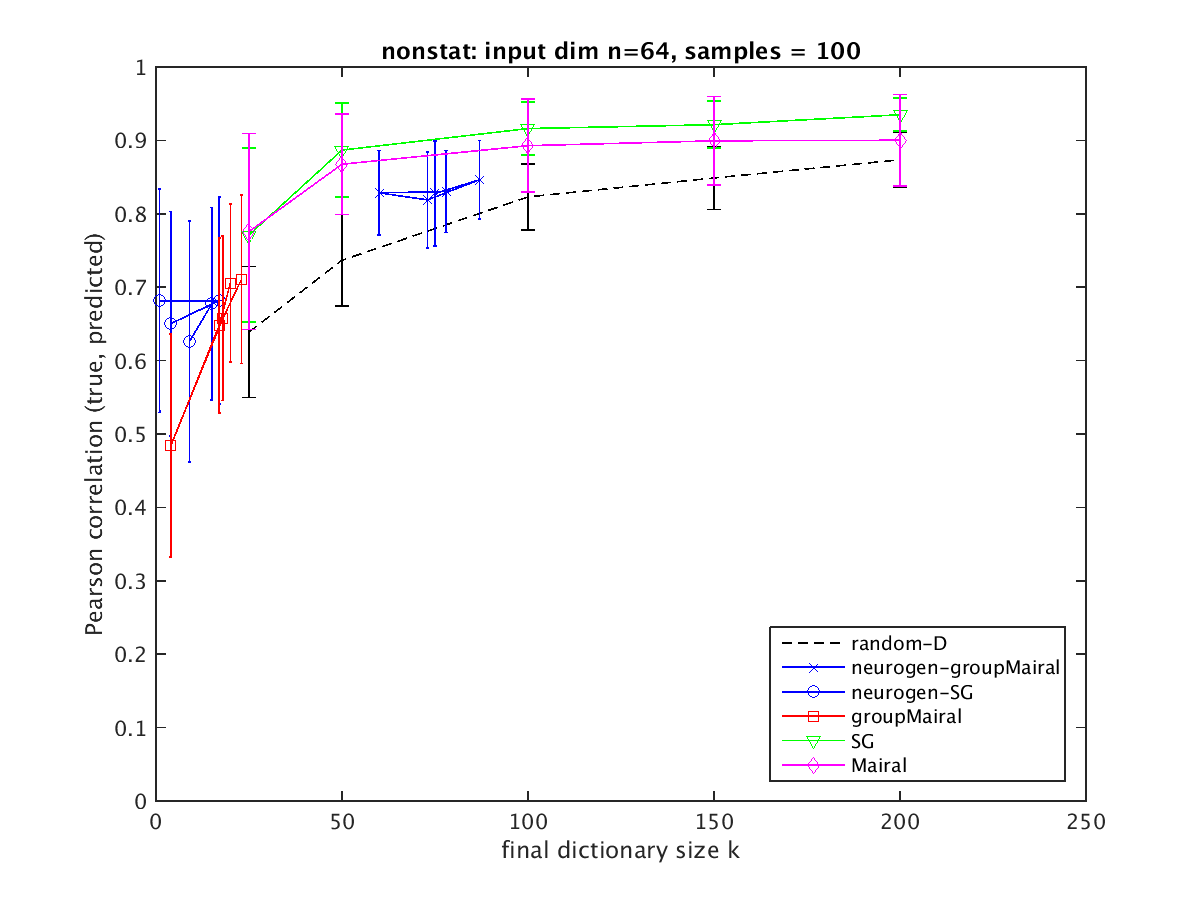 nonstat: input dim n=64, samples = 100
1
0.9
0.8
0.7
0.6
0.5
0.4
0.3
0.2
0.1
0
Pearson correlation (true, predicted)
random-D
neurogen-groupMairal
neurogen-SG
groupMairal
SG
Mairal
0 50 100 150 200 250
final dictionary size k